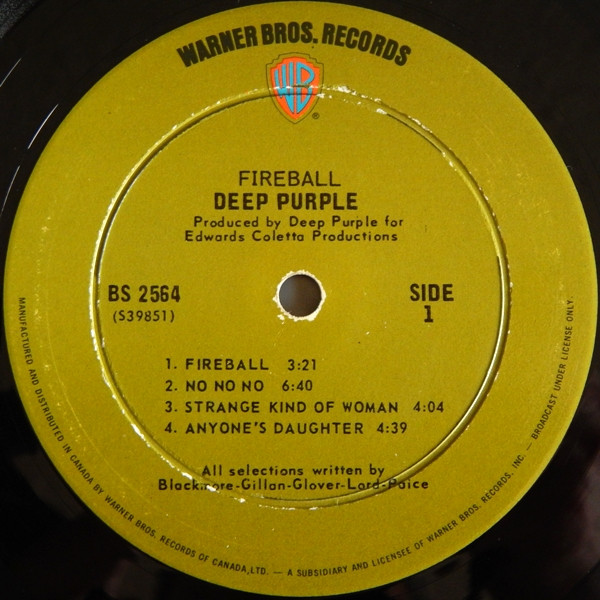 WARNER BROS. RECORDS
WB
®
FIREBALL
DEEP PURPLE
Produced by Deep Purple for
Edwards Coletta Productions
BS 2564
(S39851)
SIDE
1
1. FIREBALL 3:21
2. NO NO NO 6:40
3. STRANGE KIND OF WOMAN 4:04
4. ANYONE'S DAUGHTER 4:39
All selections written by
Blackmore-Gillan-Glover-Lord-Paice
MANUFACTURED AND DISTRIBUTED IN CANADA BY WARNER BROS. RECORDS OF CANADA, LTD. — A SUBSIDIARY AND LICENSEE OF WARNER BROS. RECORDS, INC. — BROADCAST UNDER LICENSE ONLY.